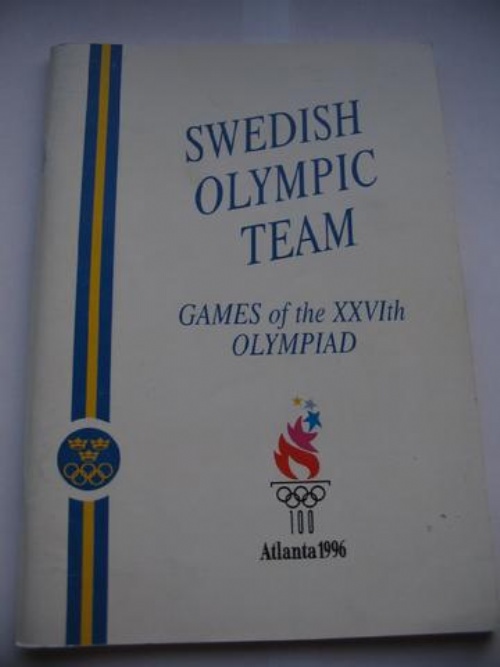 SWEDISH
OLYMPIC
TEAM
GAMES of the XXVIth
OLYMPIAD
100
Atlanta 1996